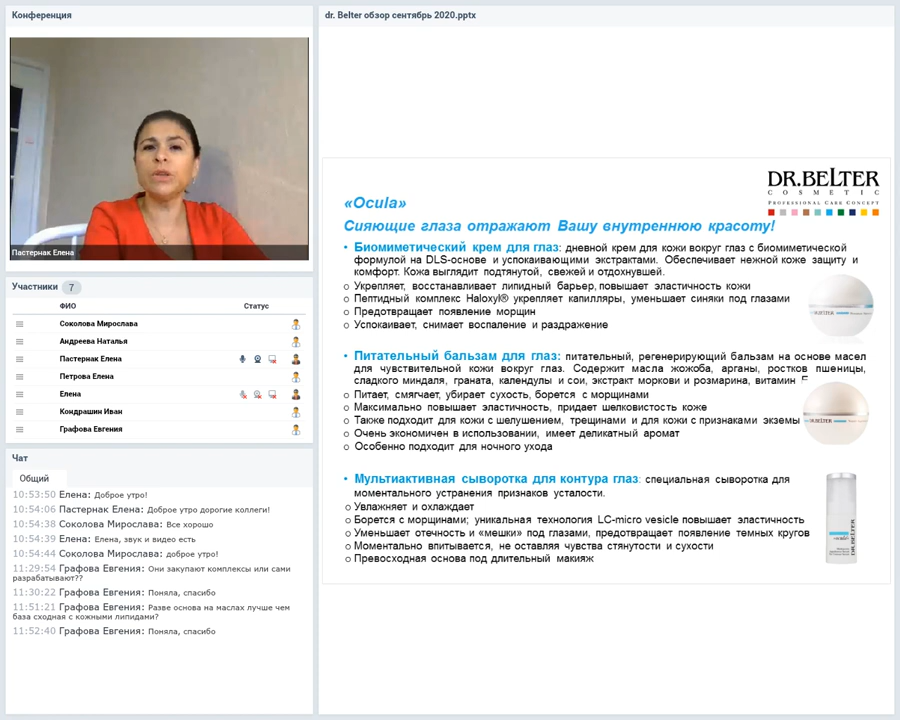 Конференция
Пастернак Елена
Участники 7
ФИО Статус
Соколова Мирослава
Андреева Наталья
Пастернак Елена
Петрова Елена
Елена
Кондрашин Иван
Графова Евгения
Чат
Общий
10:53:50 Елена: Доброе утро!
10:54:06 Пастернак Елена: Доброе утро дорогие коллеги!
10:54:38 Соколова Мирослава: Все хорошо
10:54:39 Елена: Елена, звук и видео есть
10:54:44 Соколова Мирослава: доброе утро!
11:29:54 Графова Евгения: Они закупают комплексы или сами
разрабатывают??
11:30:22 Графова Евгения: Поняла, спасибо
11:51:21 Графова Евгения: Разве основа на маслах лучше чем
база сходная с кожными липидами?
11:52:40 Графова Евгения: Поняла, спасибо
dr. Belter обзор сентябрь 2020.pptx
DR.BELTER
COSMETIC
PROFESSIONAL CARE CONCEPT
«Ocula»
Сияющие глаза отражают Вашу внутреннюю красоту!
• Биомиметический крем для глаз: дневной крем для кожи вокруг глаз с биомиметической
формулой на DLS-основе и успокаивающими экстрактами. Обеспечивает нежной коже защиту и
комфорт. Кожа выглядит подтянутой, свежей и отдохнувшей.
o Укрепляет, восстанавливает липидный барьер, повышает эластичность кожи
o Пептидный комплекс Haloxyl® укрепляет капилляры, уменьшает синяки под глазами
o Предотвращает появление морщин
o Успокаивает, снимает воспаление и раздражение
• Питательный бальзам для глаз: питательный, регенерирующий бальзам на основе масел
для чувствительной кожи вокруг глаз. Содержит масла жожоба, арганы, ростков пшеницы,
сладкого миндаля, граната, календулы и сои, экстракт моркови и розмарина, витамин
o Питает, смягчает, убирает сухость, борется с морщинами
o Максимально повышает эластичность, придает шелковистость коже
o Также подходит для кожи с шелушением, трещинами и для кожи с признаками экземы
o Очень экономичен в использовании, имеет деликатный аромат
o Особенно подходит для ночного ухода
• Мультиактивная сыворотка для контура глаз: специальная сыворотка для
моментального устранения признаков усталости.
o Увлажняет и охлаждает
o Борется с морщинами; уникальная технология LC-micro vesicle повышает эластичность
o Уменьшает отечность и «мешки» под глазами, предотвращает появление темных кругов
o Моментально впитывается, не оставляя чувства стянутости и сухости
o Превосходная основа под длительный макияж
DR.BELTER